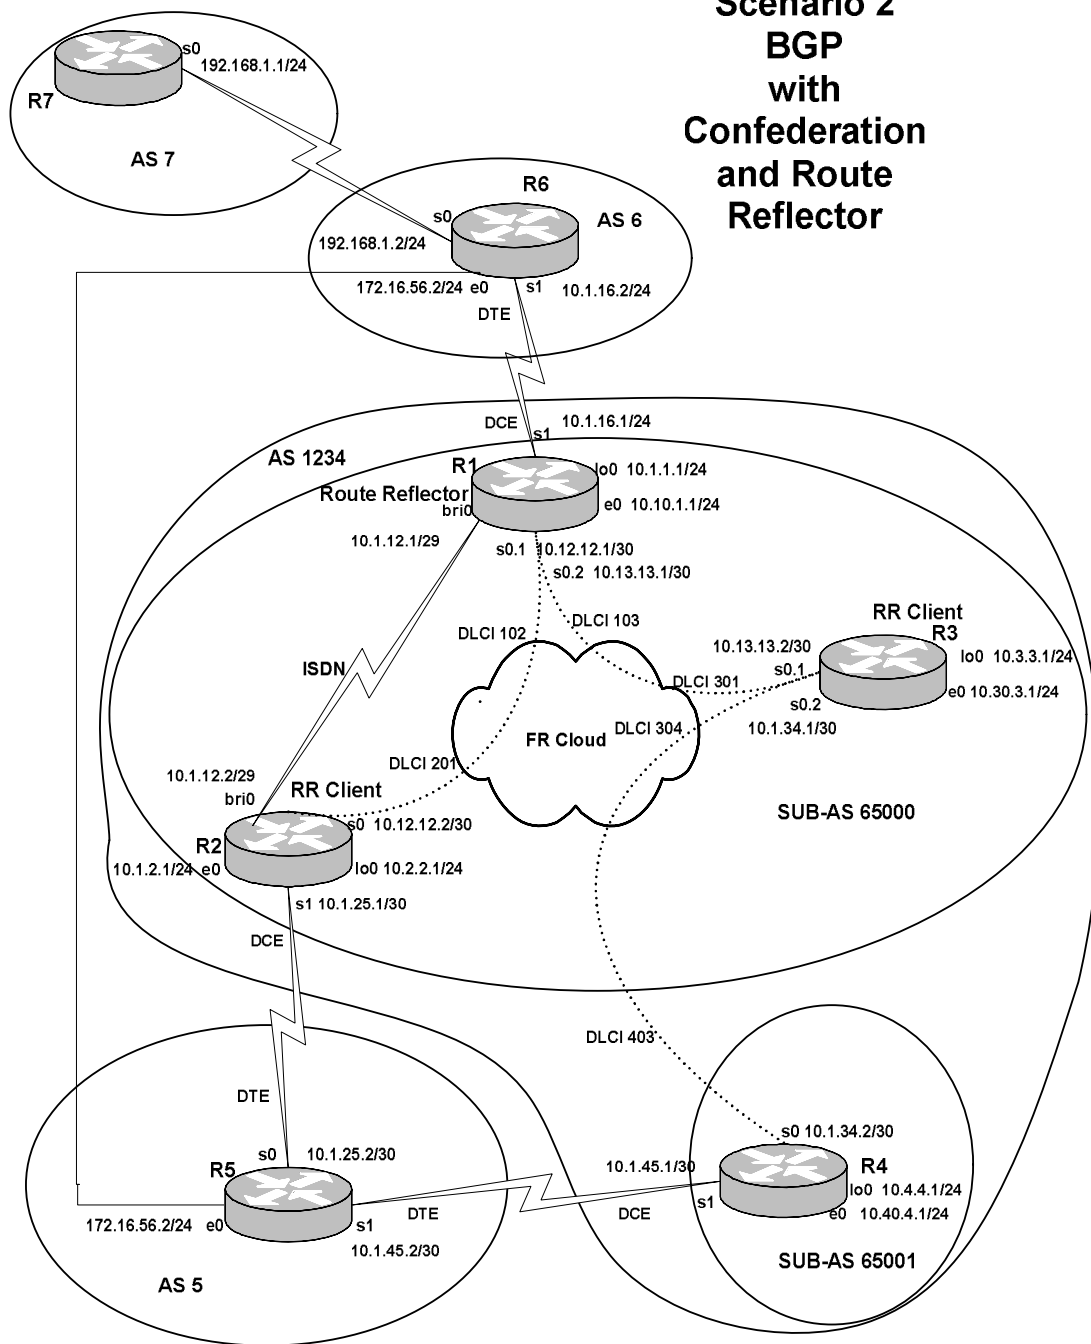 Scenario 2
BGP
with
Confederation
and Route
Reflector
s0
192.168.1.1/24
R7
AS 7
R6
s0
AS 6
192.168.1.2/24
172.16.56.2/24 e0
s1
10.1.16.2/24
DTE
DCE
10.1.16.1/24
s1
AS 1234
R1
lo0 10.1.1.1/24
Route Reflector
bri0
e0 10.10.1.1/24
10.1.12.1/29
s0.1 10.12.12.1/30
s0.2 10.13.13.1/30
RR Client
R3
DLCI 103
DLCI 102
10.13.13.2/30
s0.1
lo0 10.3.3.1/24
ISDN
DLCI 301
e0 10.30.3.1/24
s0.2
10.1.34.1/30
DLCI 304
FR Cloud
DLCI 201
10.1.12.2/29
bri0
RR Client
SUB-AS 65000
s0 10.12.12.2/30
R2
10.1.2.1/24 e0
lo0 10.2.2.1/24
s1 10.1.25.1/30
DCE
DLCI 403
DTE
s0 10.1.34.2/30
s0
10.1.25.2/30
R5
10.1.45.1/30
R4
lo0 10.4.4.1/24
s1
e0 10.40.4.1/24
172.16.56.2/24 e0
s1
DTE
DCE
10.1.45.2/30
SUB-AS 65001
AS 5